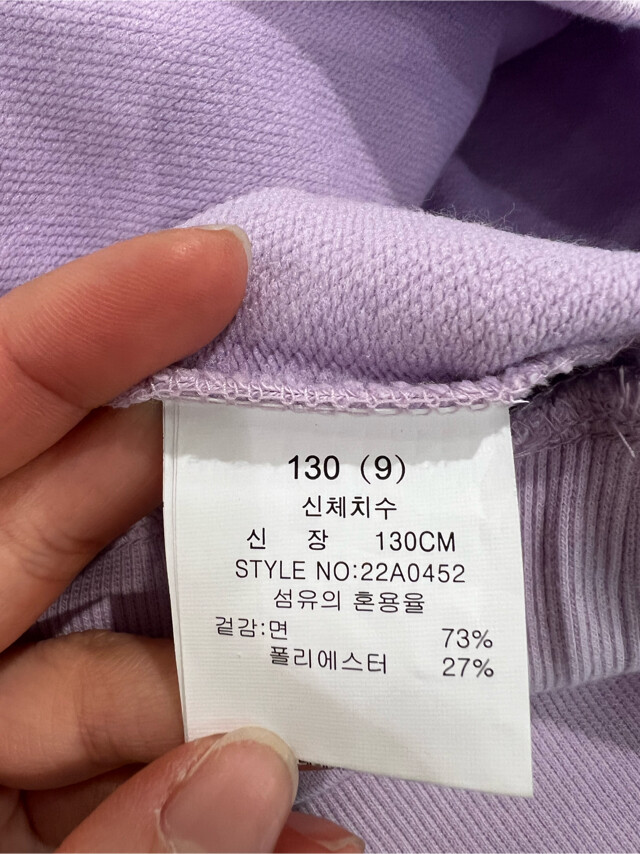 130 (9)
신체치수
신 장 130CM
STYLE NO:22A0452
섬유의 혼용율
겉감:면 73%
폴리에스터 27%